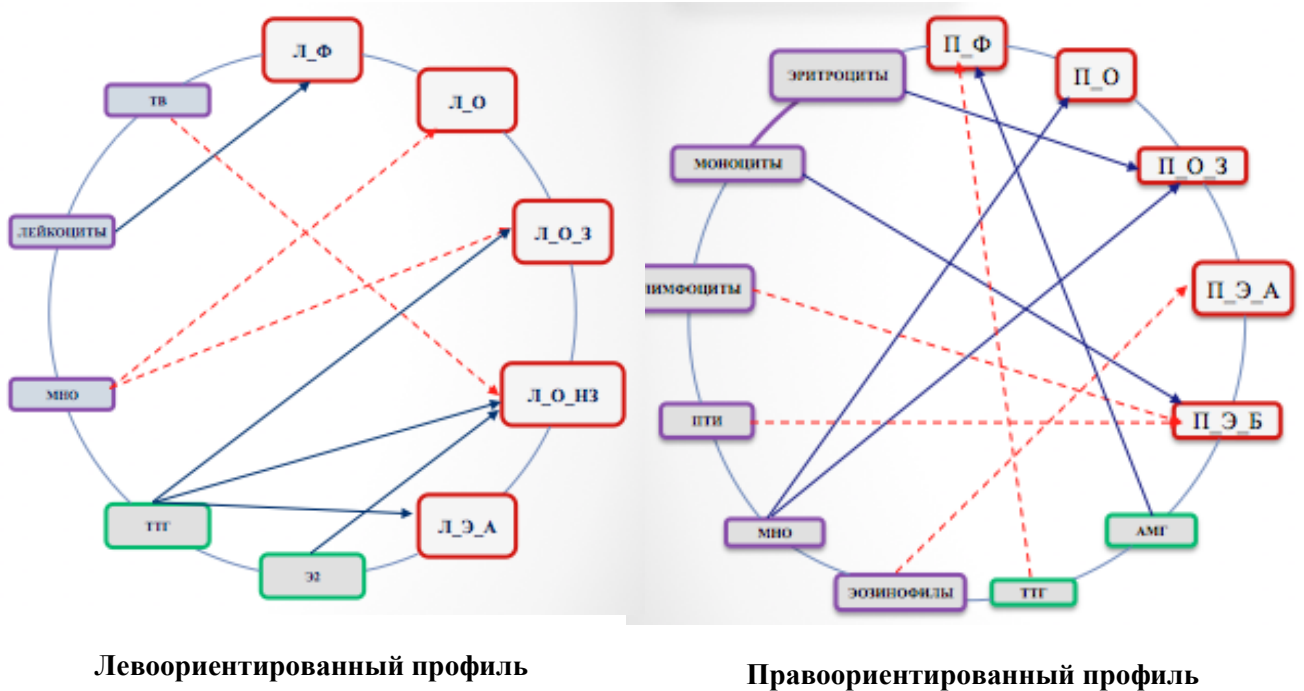 Л_Ф
Л_О
ТВ
ЛЕЙКОЦИТЫ
Л_О_З
МНО
Л_О_НЗ
ТТГ
Л_Э_А
Э2
Левоориентированный профиль
П_Ф
ЭРИТРОЦИТЫ
П_О
МОНОЦИТЫ
П_О_З
ИМФОЦИТЫ
П_Э_А
ПТИ
П_Э_Б
МНО
АМГ
ЭОЗИНОФИЛЫ
ТТГ
Правоориентированный профиль